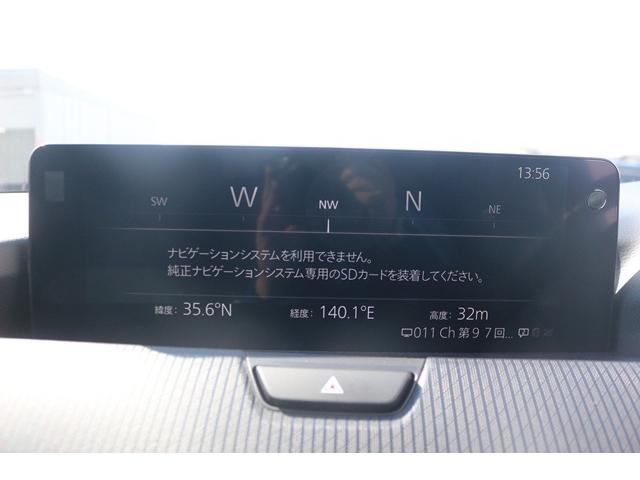 13:56
SW W NW N NE
ナビゲーションシステムを利用できません。
純正ナビゲーションシステム専用のSDカードを装着してください。
緯度: 35.6°N 経度: 140.1°E 高度: 32m
011 Ch 第９７回...